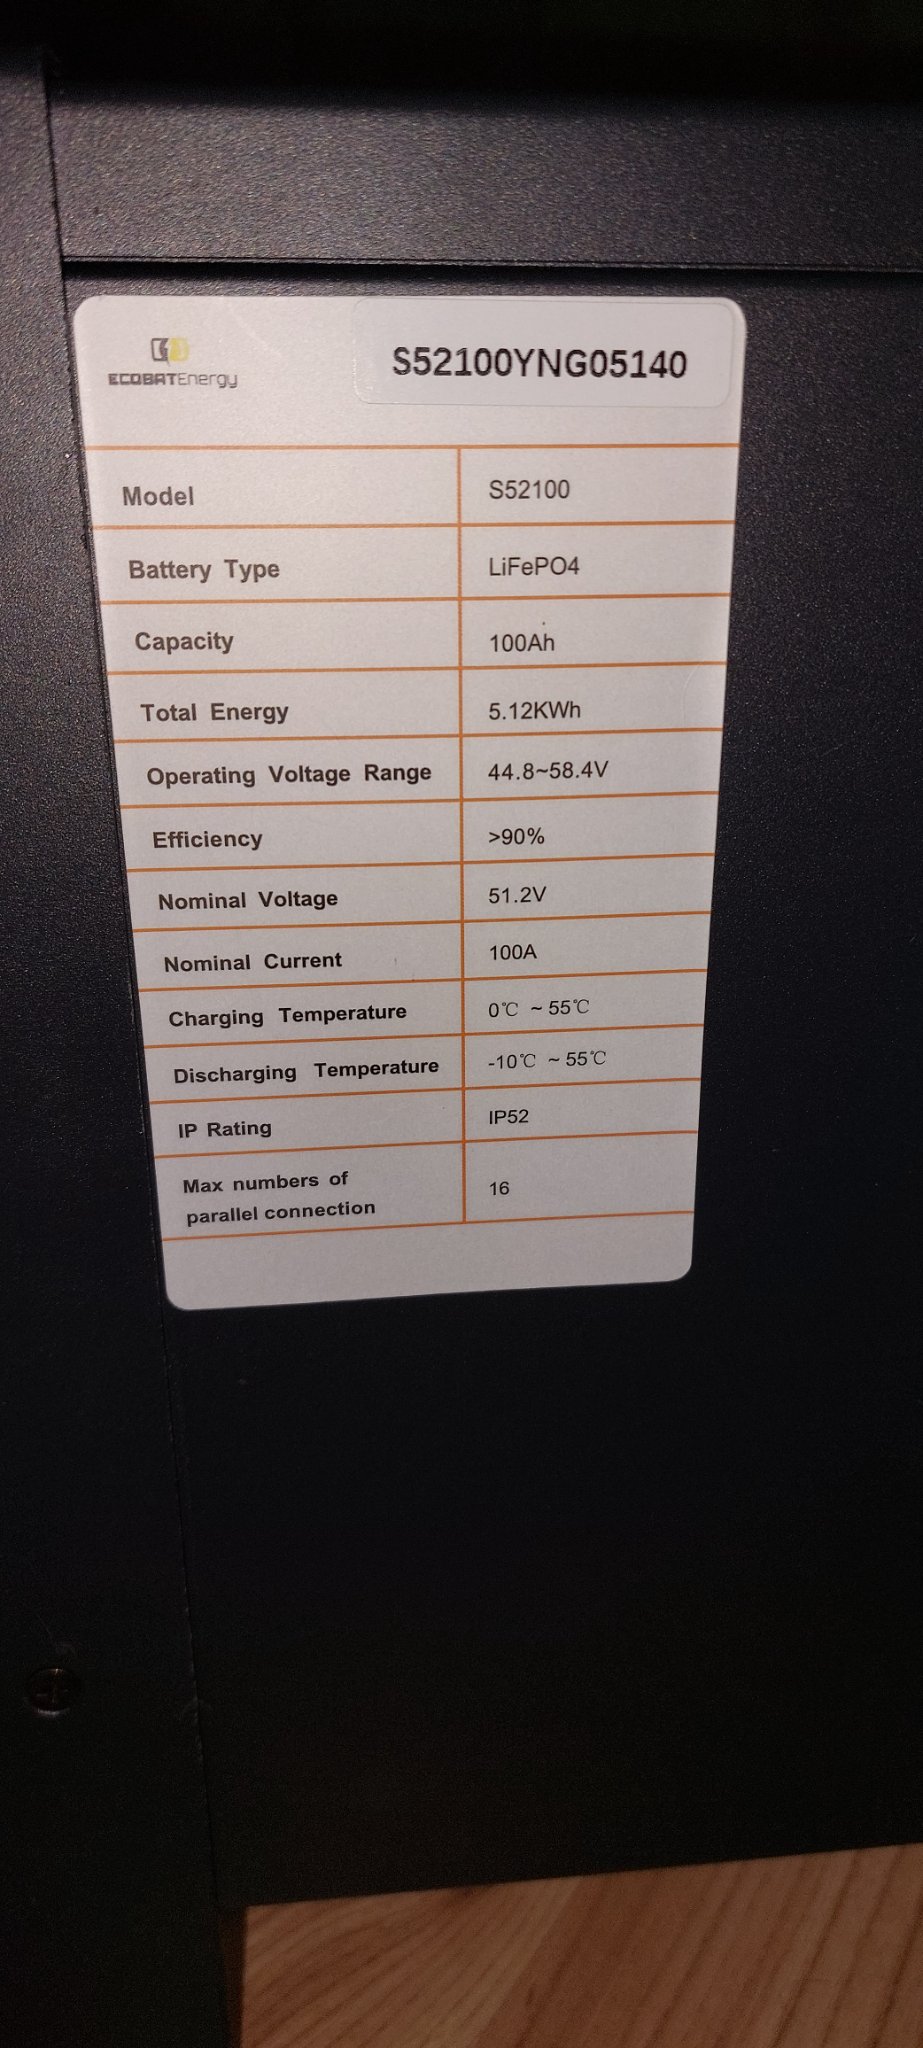 ECOBATEnergy
S52100YNG05140
Model S52100
Battery Type LiFePO4
Capacity 100Ah
Total Energy 5.12KWh
Operating Voltage Range 44.8~58.4V
Efficiency >90%
Nominal Voltage 51.2V
Nominal Current 100A
Charging Temperature 0℃ ~ 55℃
Discharging Temperature -10℃ ~ 55℃
IP Rating IP52
Max numbers of
parallel connection 16